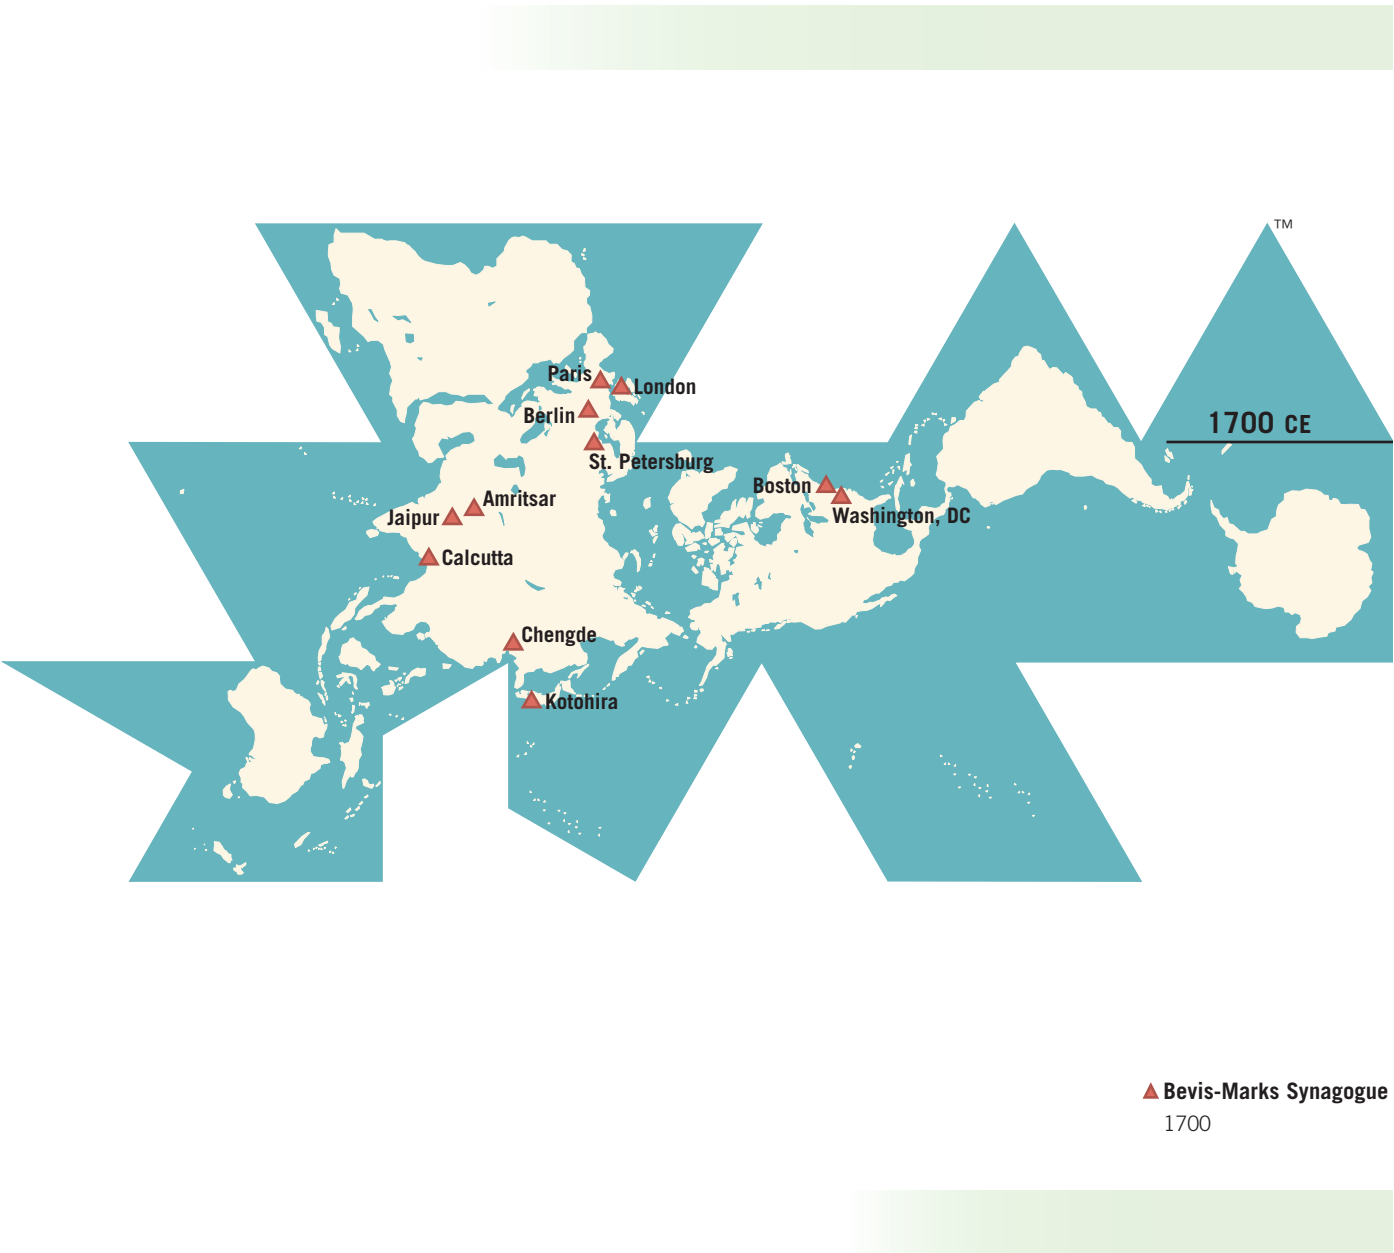 ™
Paris
London
Berlin
1700 CE
St. Petersburg
Boston
Amritsar
Jaipur
Washington, DC
Calcutta
Chengde
Kotohira
Bevis-Marks Synagogue
1700